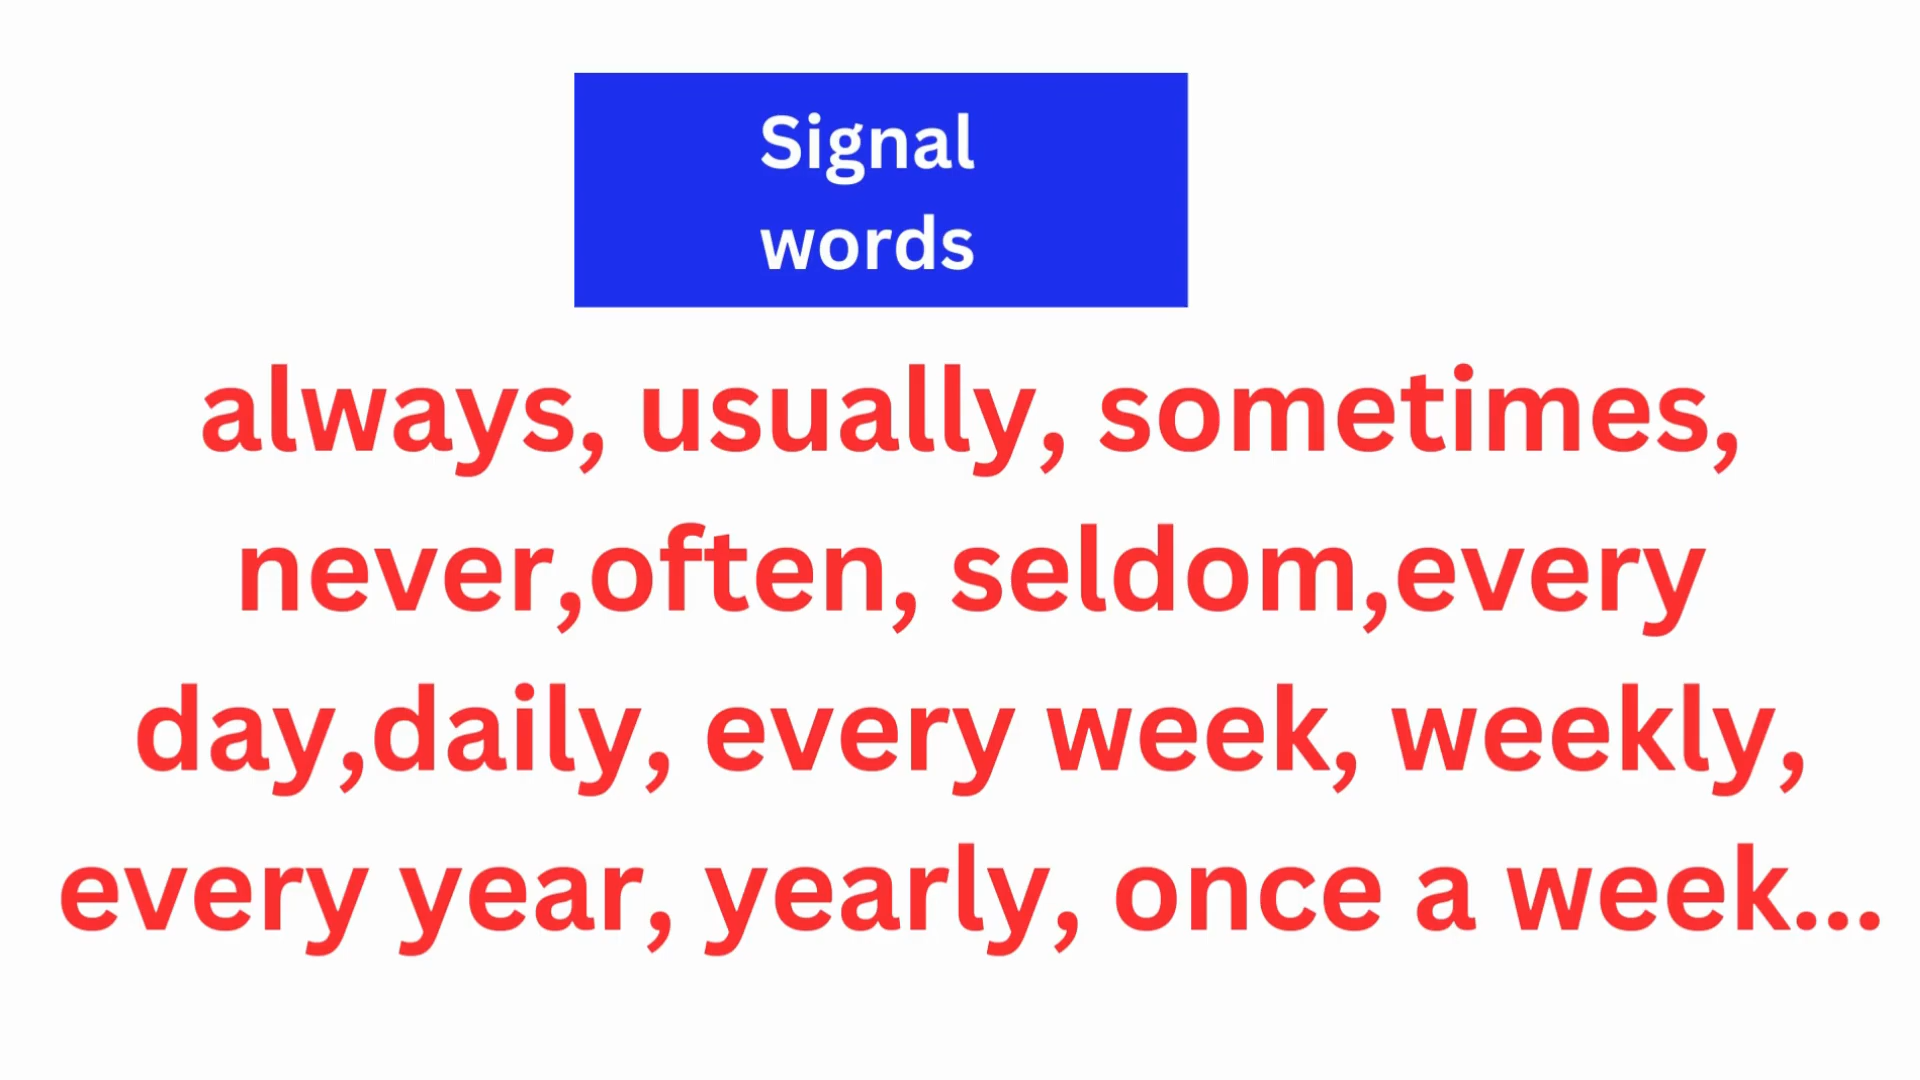 Signal
words
always, usually, sometimes,
never,often, seldom,every
day,daily, every week, weekly,
every year, yearly, once a week...